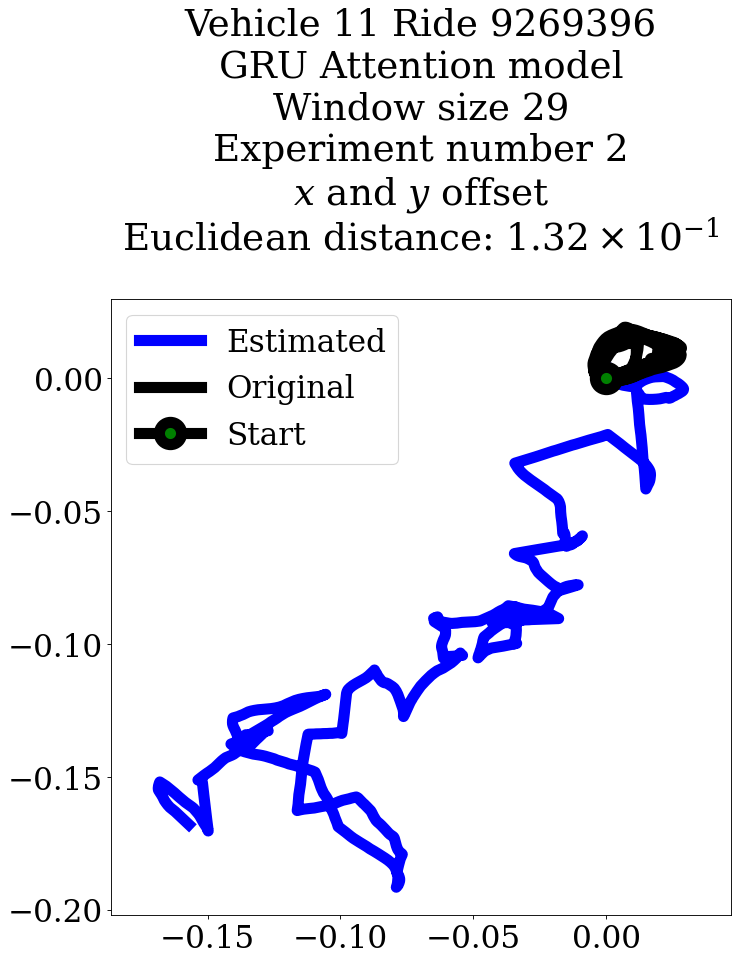 Vehicle 11 Ride 9269396
GRU Attention model
Window size 29
Experiment number 2
x and y offset
Euclidean distance: 1.32 × 10⁻¹
Estimated
Original
Start
0.00
−0.05
−0.10
−0.15
−0.20
−0.15 −0.10 −0.05 0.00